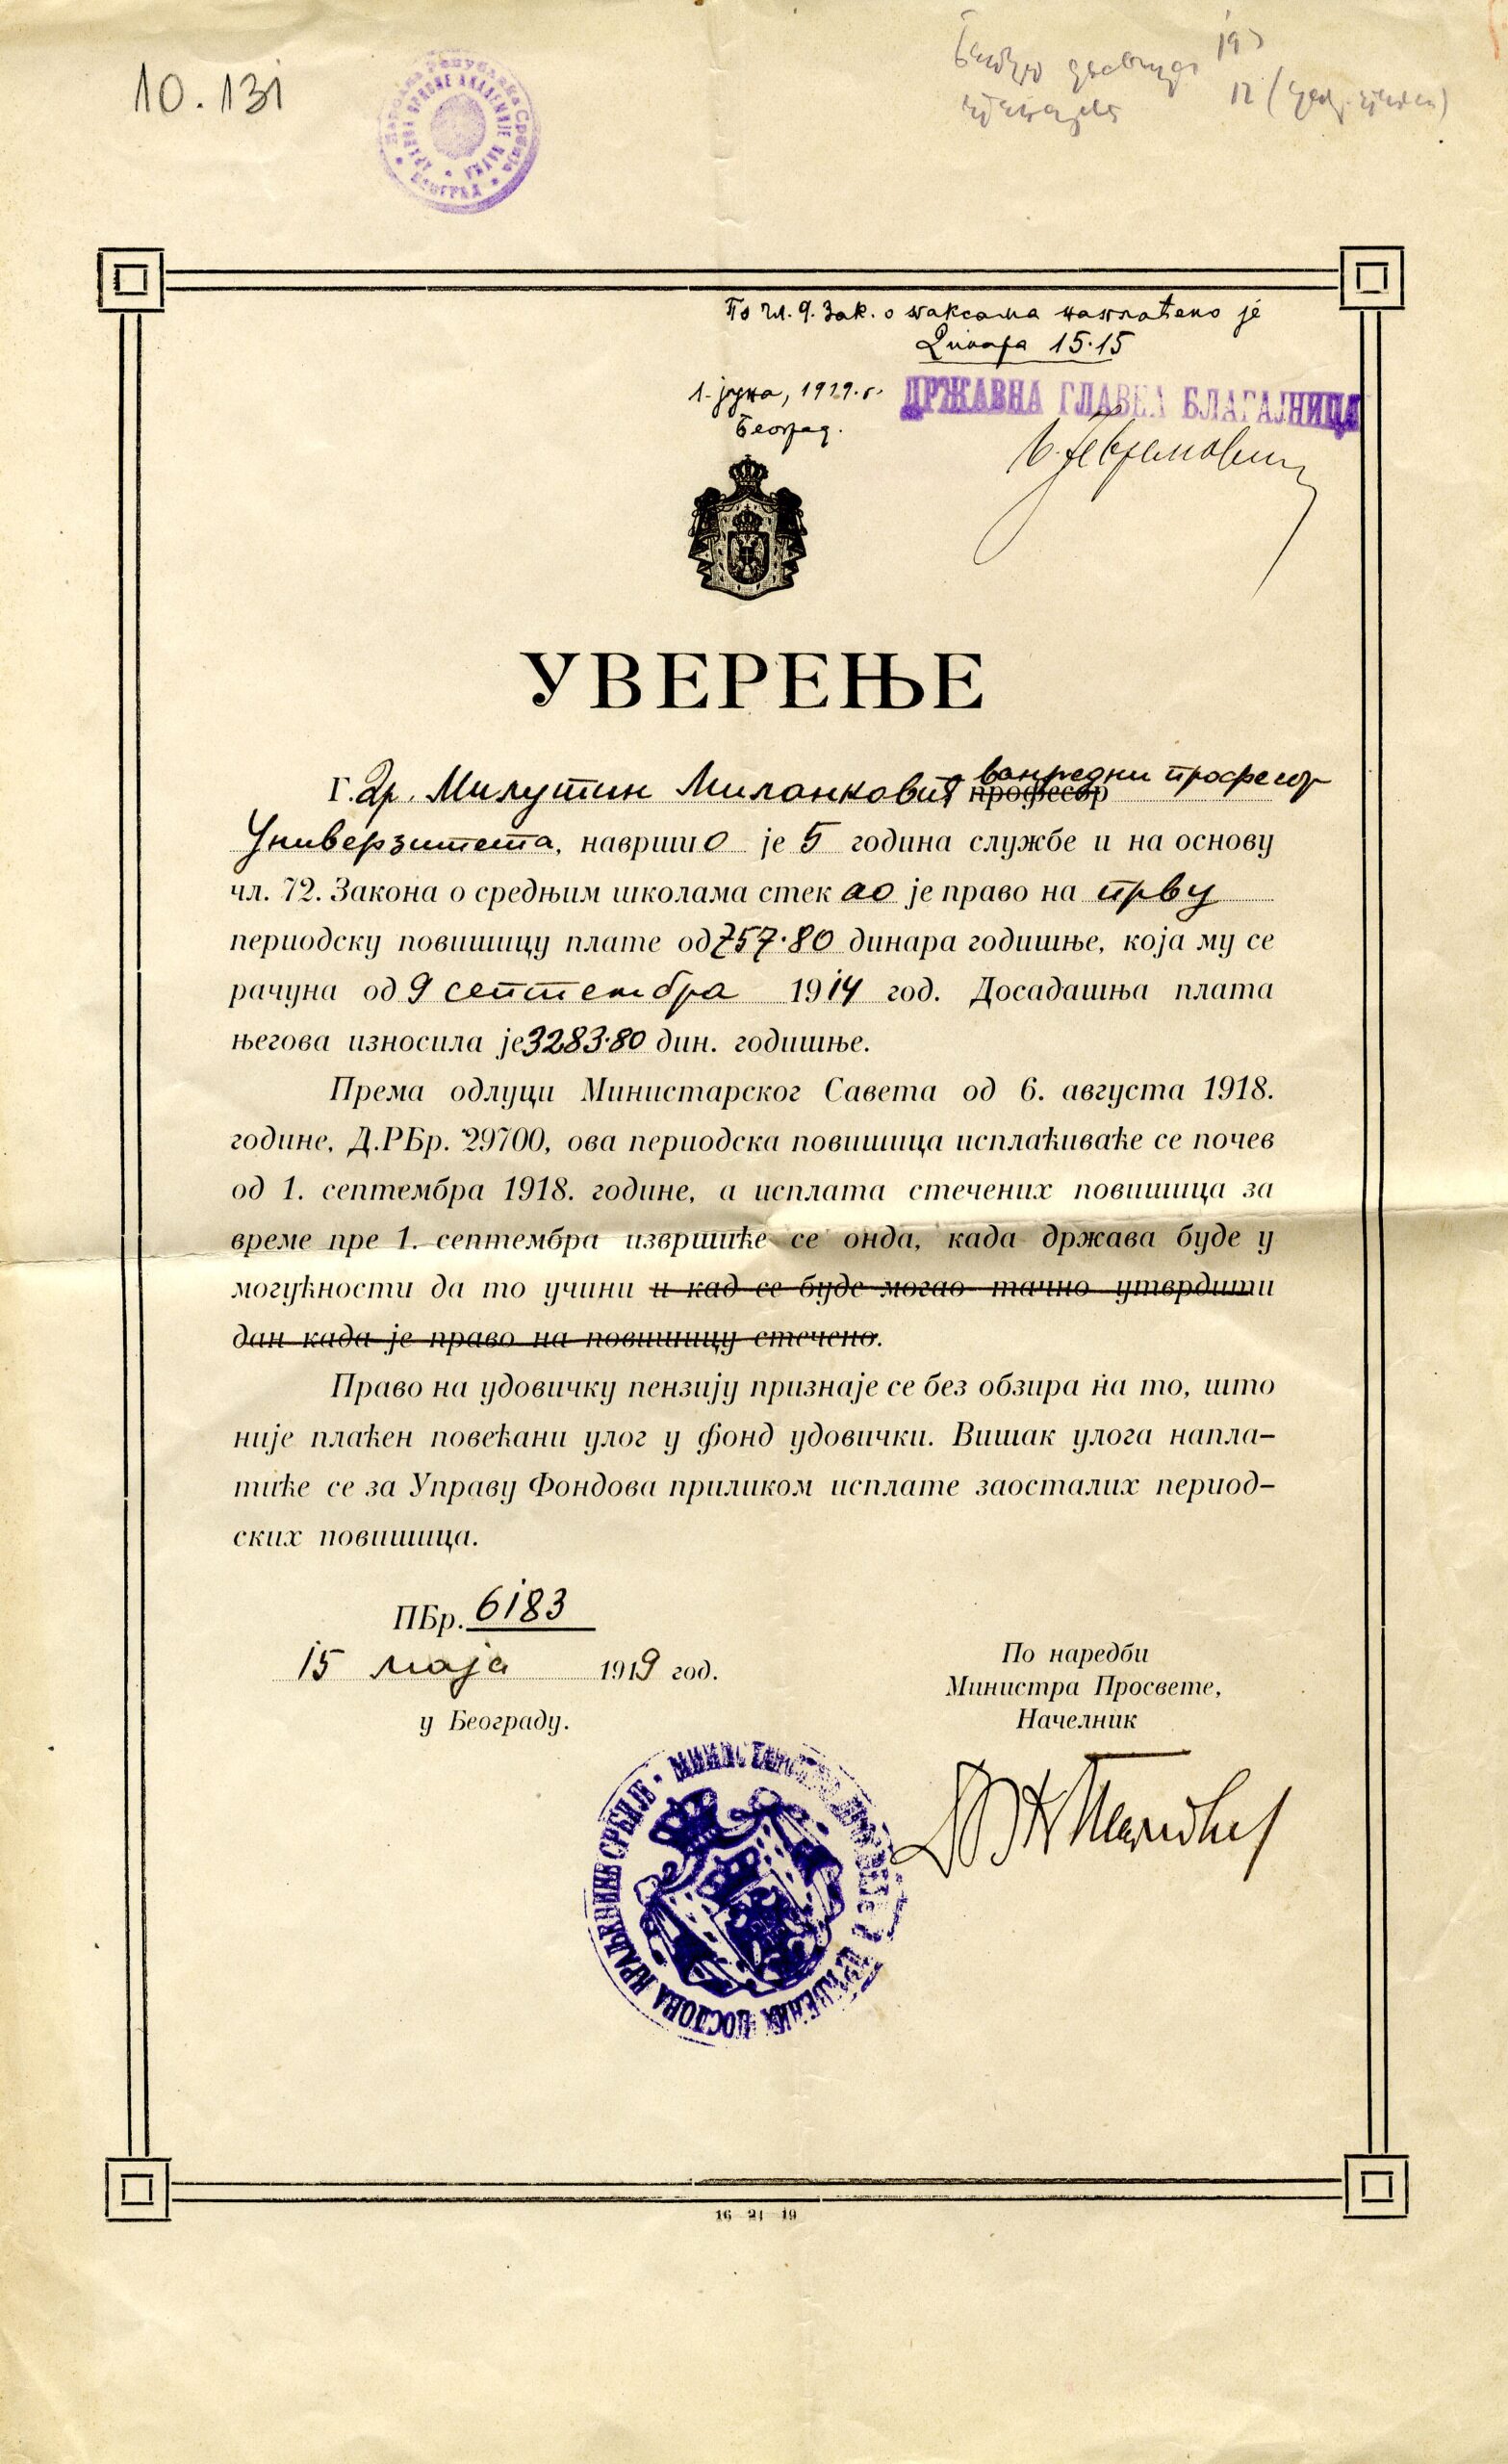 10.131
По чл. 9. Зак. о таксама наплаћено је
Динара 15·15
1. јуна, 1919. г.
ДРЖАВНА ГЛАВНА БЛАГАЈНИЦА
Београд.
УВЕРЕЊЕ
ванредни професор
Г. Др. Милутин Миланковић професор
Универзитета, навршио је 5 година службе и на основу
чл. 72. Закона о средњим школама стекао је право на прву
периодску повишицу плате од 757·80 динара годишње, која му се
рачуна од 9 септембра 1914 год. Досадашња плата
његова износила је 3283·80 дин. годишње.
Према одлуци Министарског Савета од 6. августа 1918.
године, Д.РБр. 29700, ова периодска повишица исплаћиваће се почев
од 1. септембра 1918. године, а исплата стечених повишица за
време пре 1. септембра извршиће се онда, када држава буде у
могућности да то учини и кад се буде могао тачно утврдити
дан када је право на повишицу стечено.
Право на удовичку пензију признаје се без обзира на то, што
није плаћен повећани улог у фонд удовички. Вишак улога напла-
тиће се за Управу Фондова приликом исплате заосталих период-
ских повишица.
ПБр. 6183
15 маја 1919 год.
у Београду.
По наредби
Министра Просвете,
Начелник
МИНИСТАРСТВО ПРОСВЕТЕ И ЦРКВЕНИХ ПОСЛОВА КРАЉЕВИНЕ СРБИЈЕ
16 21 19